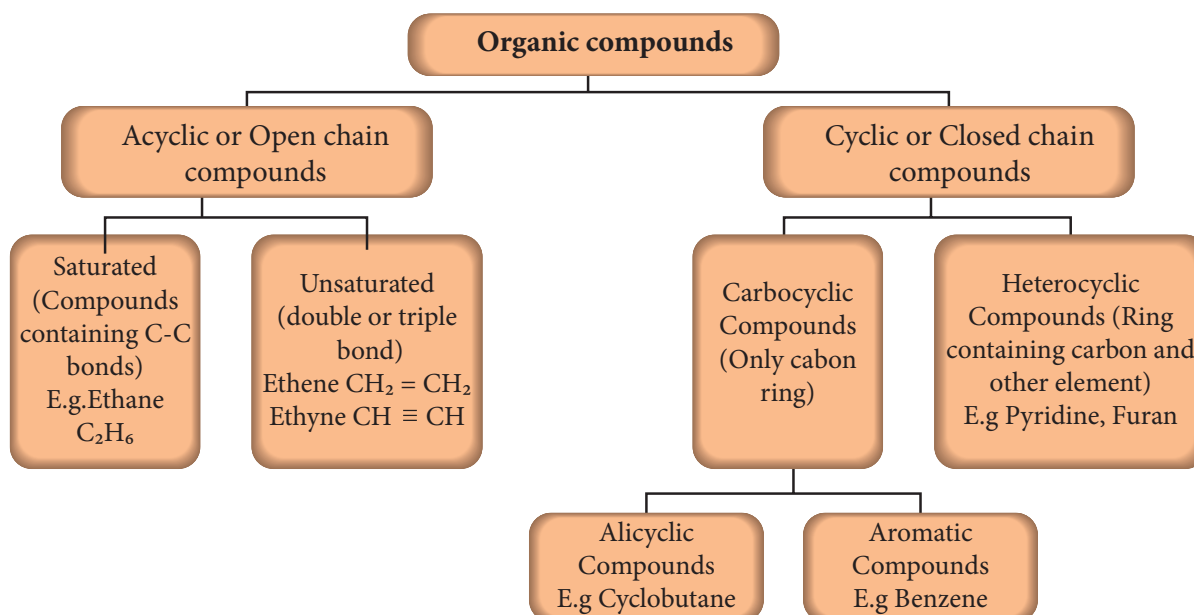 Organic compounds
Acyclic or Open chain
compounds
Cyclic or Closed chain
compounds
Saturated
(Compounds
containing C-C
bonds)
E.g.Ethane
C₂H₆
Unsaturated
(double or triple
bond)
Ethene CH₂ = CH₂
Ethyne CH ≡ CH
Carbocyclic
Compounds
(Only cabon
ring)
Heterocyclic
Compounds (Ring
containing carbon and
other element)
E.g Pyridine, Furan
Alicyclic
Compounds
E.g Cyclobutane
Aromatic
Compounds
E.g Benzene